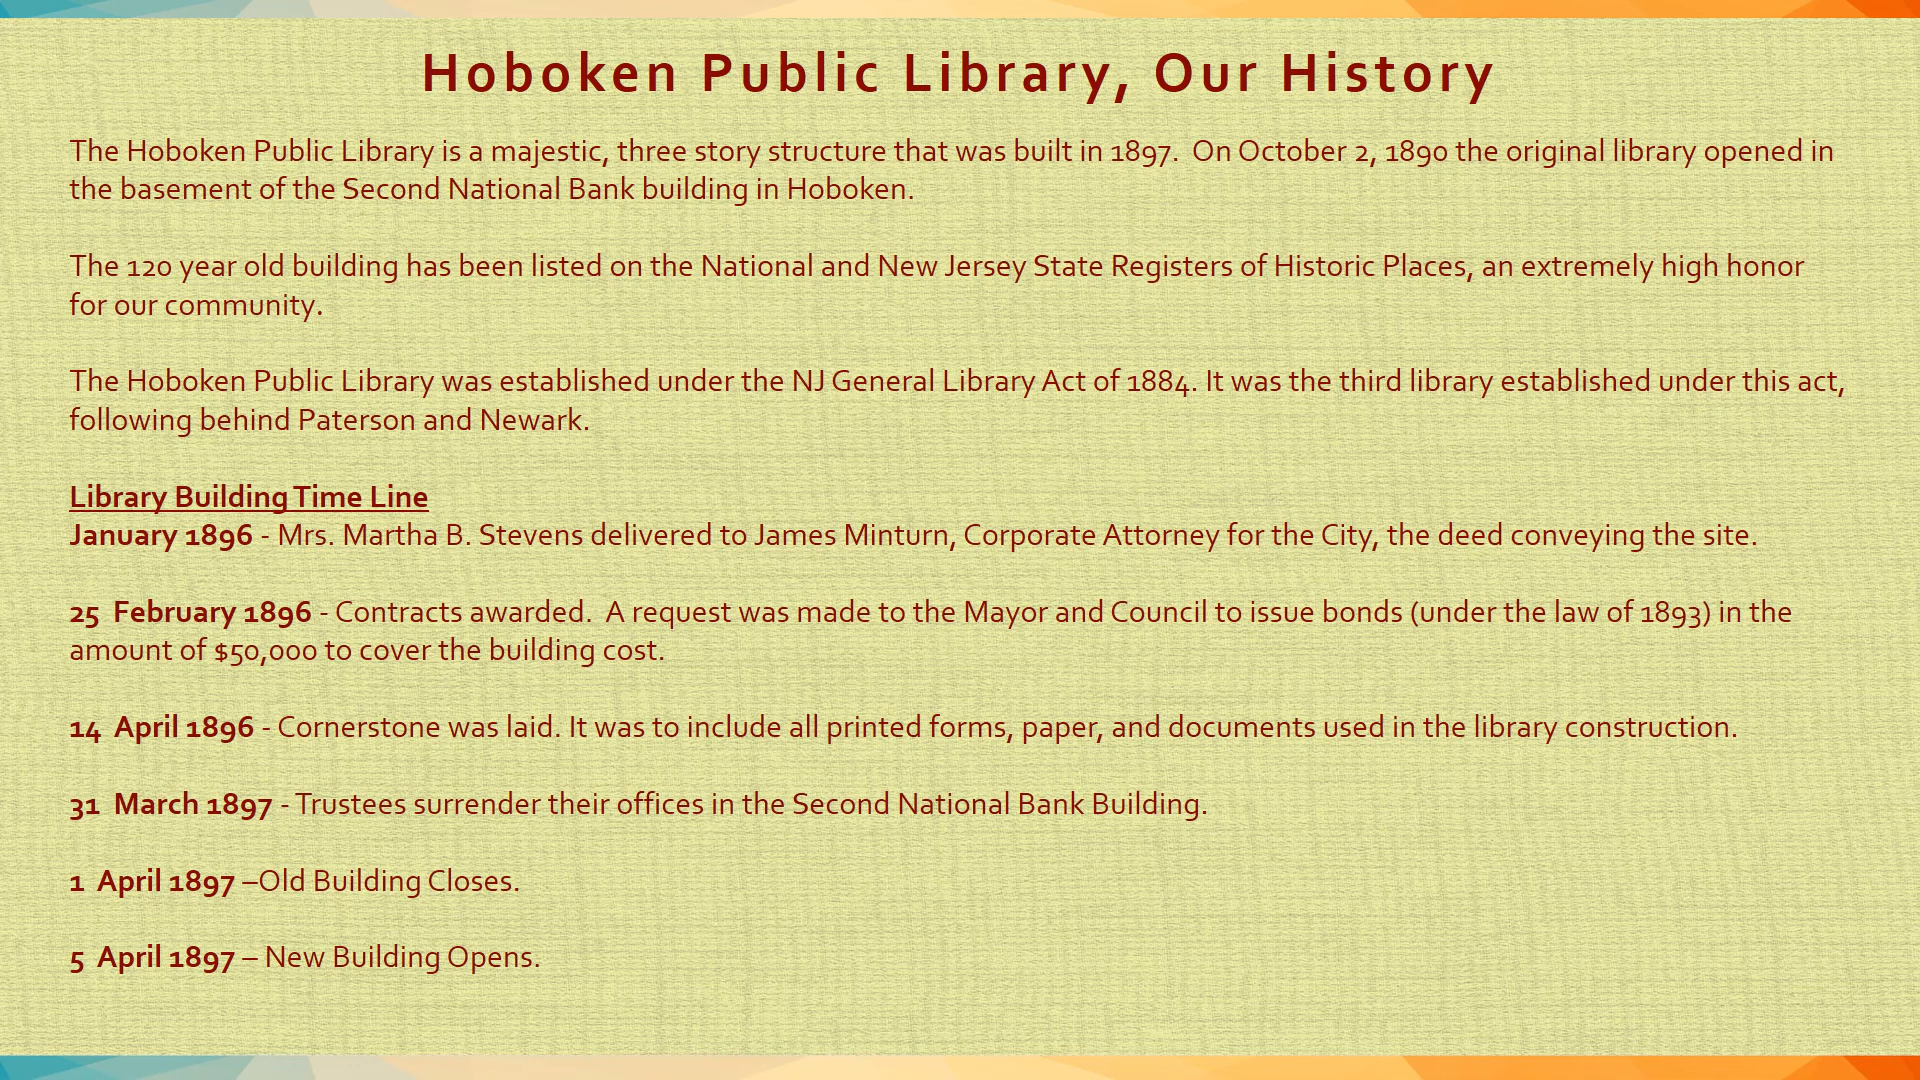 Hoboken Public Library, Our History
The Hoboken Public Library is a majestic, three story structure that was built in 1897.  On October 2, 1890 the original library opened in
the basement of the Second National Bank building in Hoboken.
The 120 year old building has been listed on the National and New Jersey State Registers of Historic Places, an extremely high honor
for our community.
The Hoboken Public Library was established under the NJ General Library Act of 1884. It was the third library established under this act,
following behind Paterson and Newark.
Library Building Time Line
January 1896 - Mrs. Martha B. Stevens delivered to James Minturn, Corporate Attorney for the City, the deed conveying the site.
25  February 1896 - Contracts awarded.  A request was made to the Mayor and Council to issue bonds (under the law of 1893) in the
amount of $50,000 to cover the building cost.
14  April 1896 - Cornerstone was laid. It was to include all printed forms, paper, and documents used in the library construction.
31  March 1897 - Trustees surrender their offices in the Second National Bank Building.
1  April 1897 –Old Building Closes.
5  April 1897 – New Building Opens.